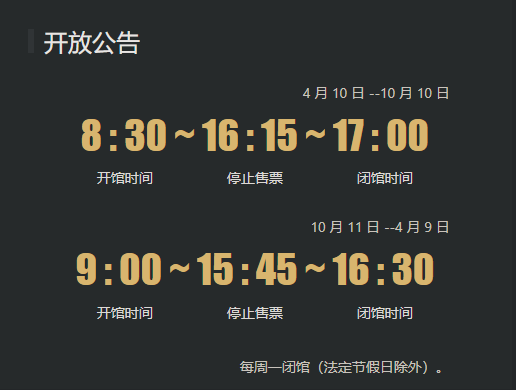 开放公告
4 月 10 日 --10 月 10 日
8 : 30 ~ 16 : 15 ~ 17 : 00
开馆时间 停止售票 闭馆时间
10 月 11 日 --4 月 9 日
9 : 00 ~ 15 : 45 ~ 16 : 30
开馆时间 停止售票 闭馆时间
每周一闭馆（法定节假日除外）。